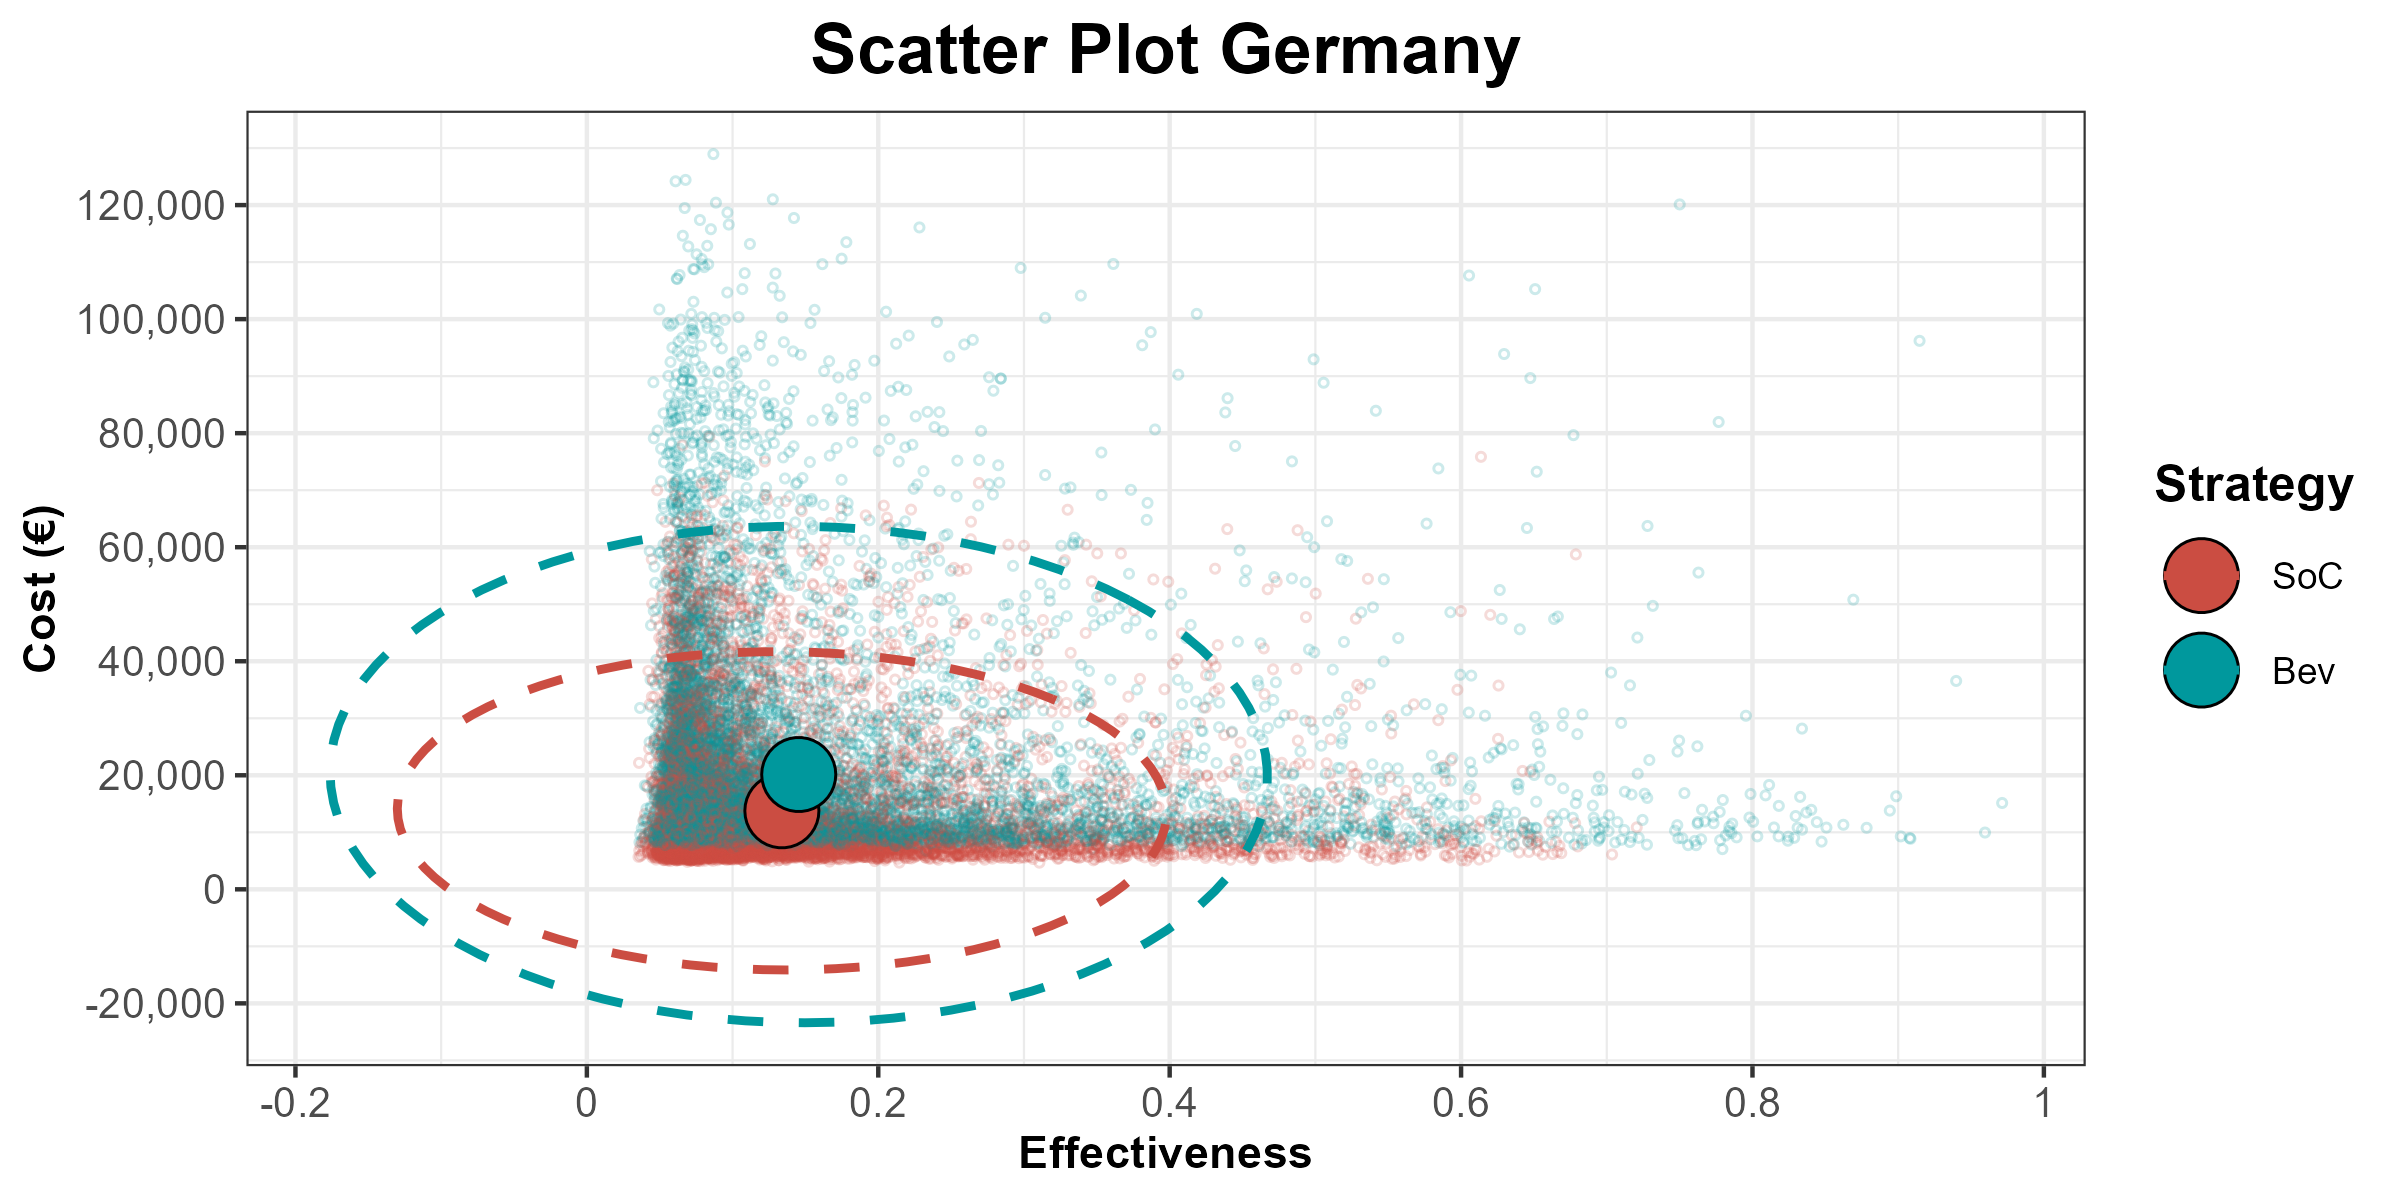 Scatter Plot Germany
Cost (€)
120,000
100,000
80,000
60,000
40,000
20,000
0
-20,000
-0.2
0
0.2
0.4
0.6
0.8
1
Effectiveness
Strategy
SoC
Bev